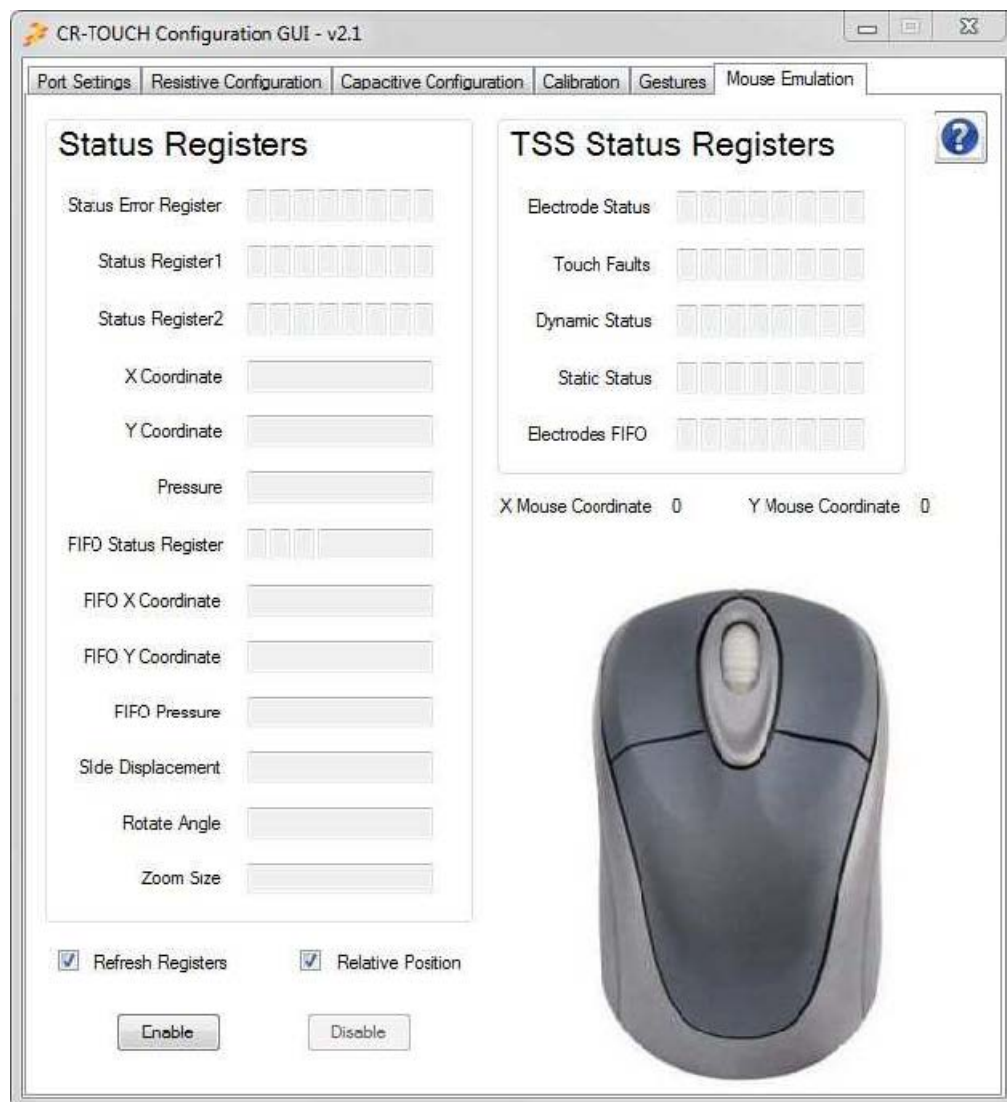 CR-TOUCH Configuration GUI - v2.1
Port Settings Resistive Configuration Capacitive Configuration Calibration Gestures Mouse Emulation
Status Registers
Status Error Register
Status Register1
Status Register2
X Coordinate
Y Coordinate
Pressure
FIFO Status Register
FIFO X Coordinate
FIFO Y Coordinate
FIFO Pressure
SIde Displacement
Rotate Angle
Zoom Size
Refresh Registers Relative Position
Enable Disable
TSS Status Registers
Electrode Status
Touch Faults
Dynamic Status
Static Status
Electrodes FIFO
X Mouse Coordinate 0 Y Mouse Coordinate 0
?